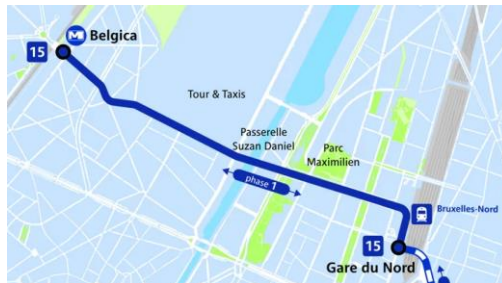 15
M Belgica
Tour & Taxis
Passerelle
Suzan Daniel
Parc
Maximilien
phase 1
Bruxelles-Nord
15
Gare du Nord